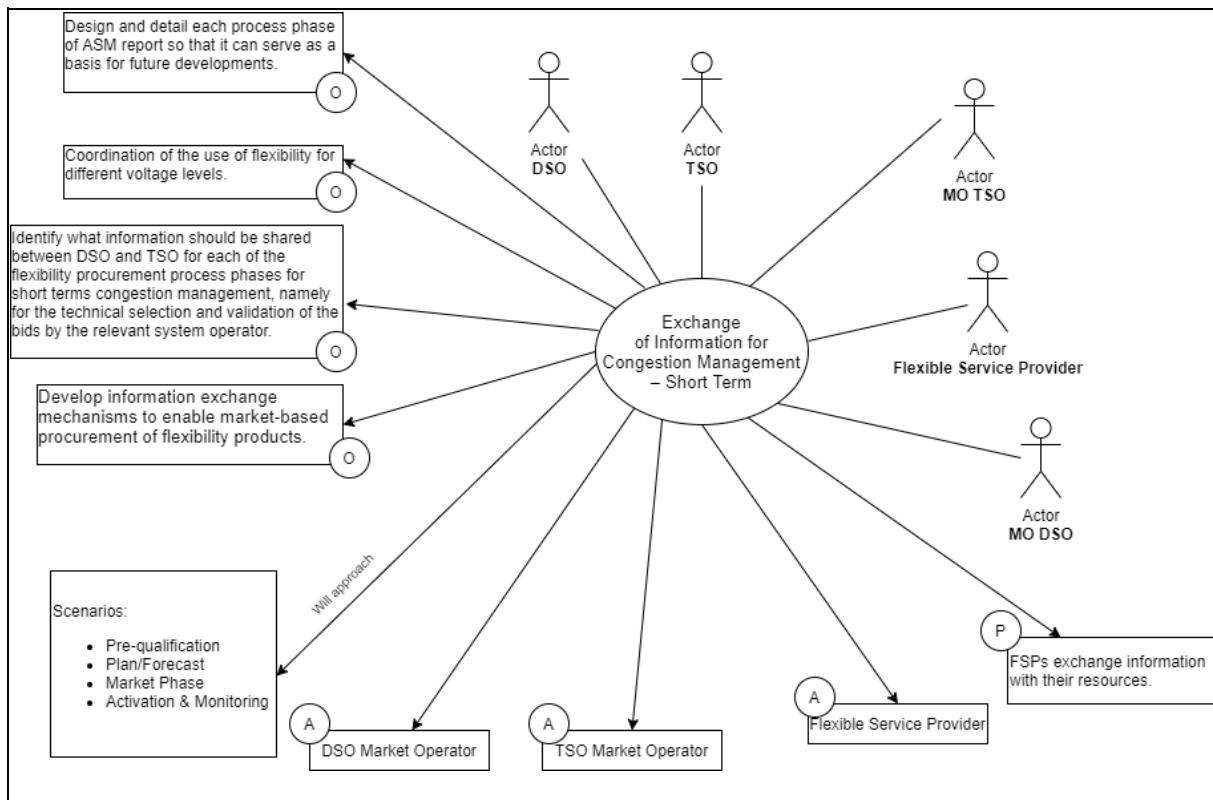 Design and detail each process phase
of ASM report so that it can serve as a
basis for future developments.
O
Coordination of the use of flexibility for
different voltage levels.
O
Identify what information should be shared
between DSO and TSO for each of the
flexibility procurement process phases for
short terms congestion management, namely
for the technical selection and validation of the
bids by the relevant system operator.
O
Develop information exchange
mechanisms to enable market-based
procurement of flexibility products.
O
Actor
DSO
Actor
TSO
Actor
MO TSO
Actor
Flexible Service Provider
Actor
MO DSO
Exchange
of Information for
Congestion Management
– Short Term
Will approach
Scenarios:
• Pre-qualification
• Plan/Forecast
• Market Phase
• Activation & Monitoring
A
DSO Market Operator
A
TSO Market Operator
A
Flexible Service Provider
P
FSPs exchange information
with their resources.